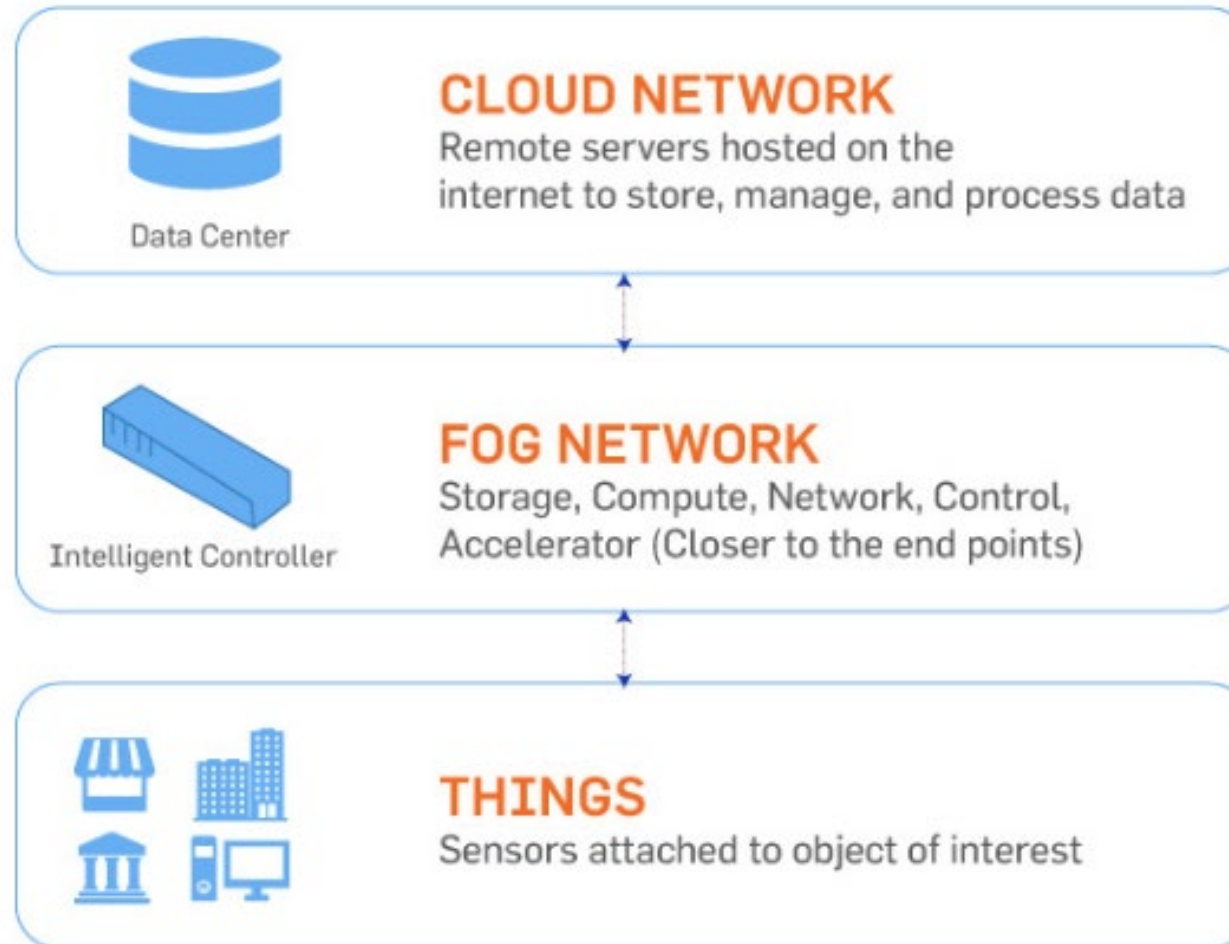 CLOUD NETWORK
Remote servers hosted on the
internet to store, manage, and process data
Data Center
FOG NETWORK
Storage, Compute, Network, Control,
Accelerator (Closer to the end points)
Intelligent Controller
THINGS
Sensors attached to object of interest